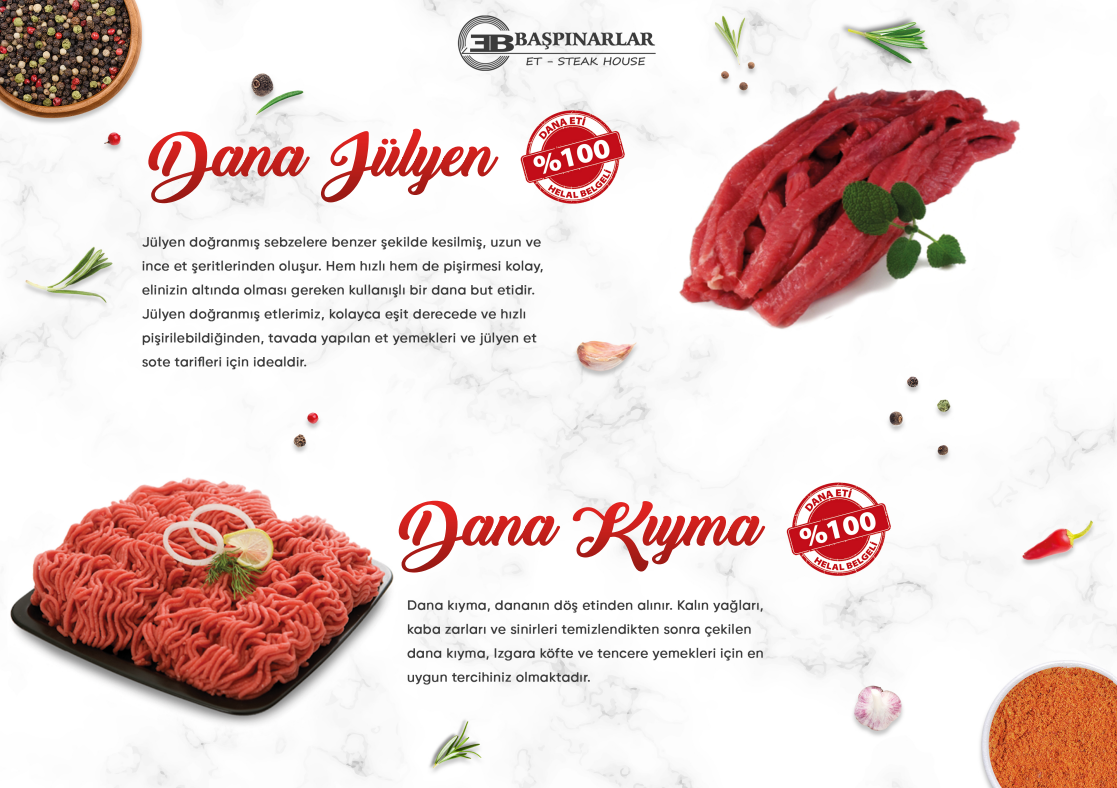 BAŞPINARLAR
ET - STEAK HOUSE
Dana Jülyen
DANA ETİ
%100
HELAL BELGELİ
Jülyen doğranmış sebzelere benzer şekilde kesilmiş, uzun ve
ince et şeritlerinden oluşur. Hem hızlı hem de pişirmesi kolay,
elinizin altında olması gereken kullanışlı bir dana but etidir.
Jülyen doğranmış etlerimiz, kolayca eşit derecede ve hızlı
pişirilebildiğinden, tavada yapılan et yemekleri ve jülyen et
sote tarifleri için idealdir.
Dana Kıyma
DANA ETİ
%100
HELAL BELGELİ
Dana kıyma, dananın döş etinden alınır. Kalın yağları,
kaba zarları ve sinirleri temizlendikten sonra çekilen
dana kıyma, Izgara köfte ve tencere yemekleri için en
uygun tercihiniz olmaktadır.